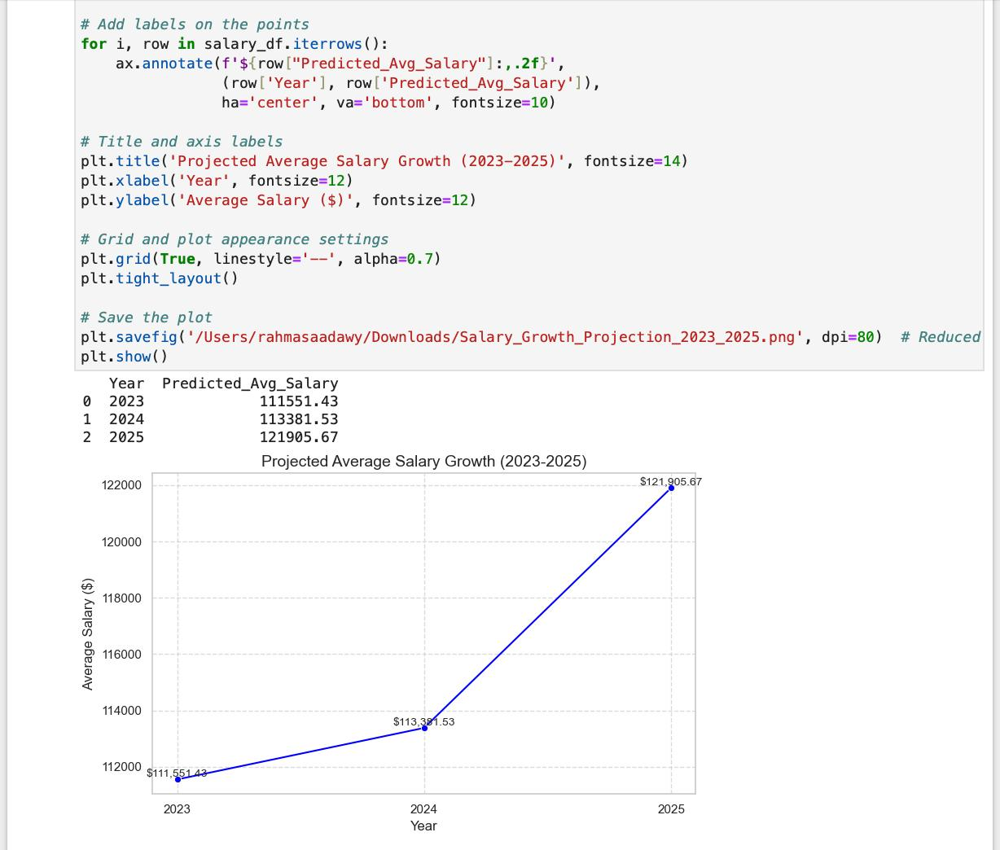 # Add labels on the points
for i, row in salary_df.iterrows():
    ax.annotate(f'${row["Predicted_Avg_Salary"]:,.2f}',
                (row['Year'], row['Predicted_Avg_Salary']),
                ha='center', va='bottom', fontsize=10)
# Title and axis labels
plt.title('Projected Average Salary Growth (2023-2025)', fontsize=14)
plt.xlabel('Year', fontsize=12)
plt.ylabel('Average Salary ($)', fontsize=12)
# Grid and plot appearance settings
plt.grid(True, linestyle='--', alpha=0.7)
plt.tight_layout()
# Save the plot
plt.savefig('/Users/rahmasaadawy/Downloads/Salary_Growth_Projection_2023_2025.png', dpi=80)  # Reduced
plt.show()
   Year  Predicted_Avg_Salary
0  2023             111551.43
1  2024             113381.53
2  2025             121905.67
Projected Average Salary Growth (2023-2025)
$121,905.67
122000
120000
118000
116000
114000
112000
Average Salary ($)
$113,381.53
$111,551.43
2023 2024 2025
Year